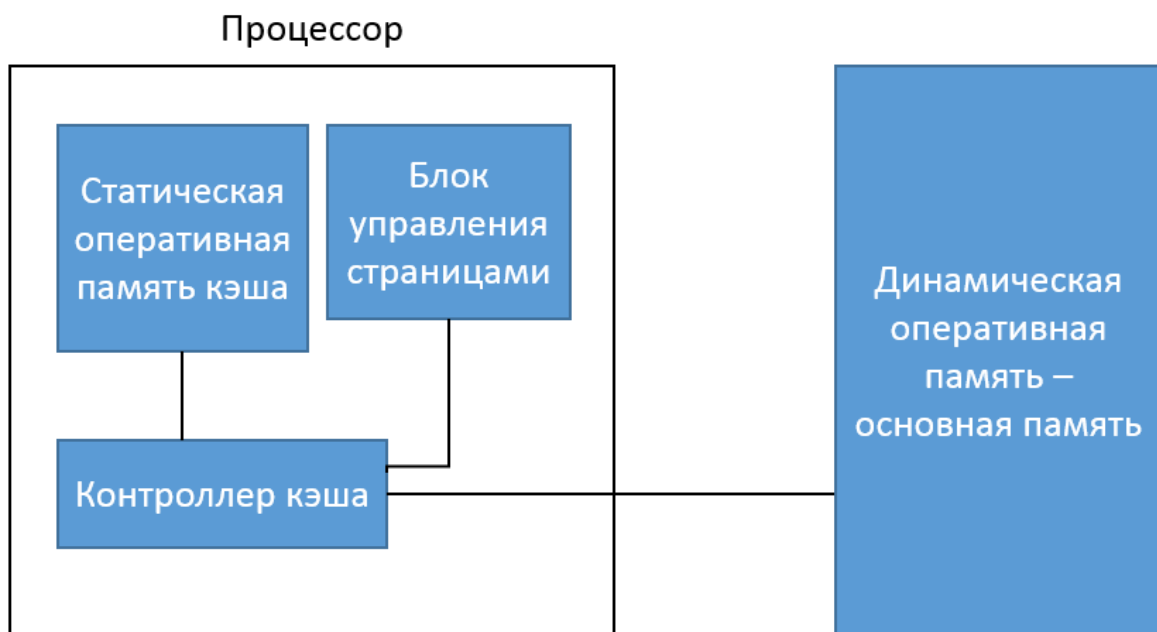 Процессор
Статическая
оперативная
память кэша
Блок
управления
страницами
Контроллер кэша
Динамическая
оперативная
память –
основная память